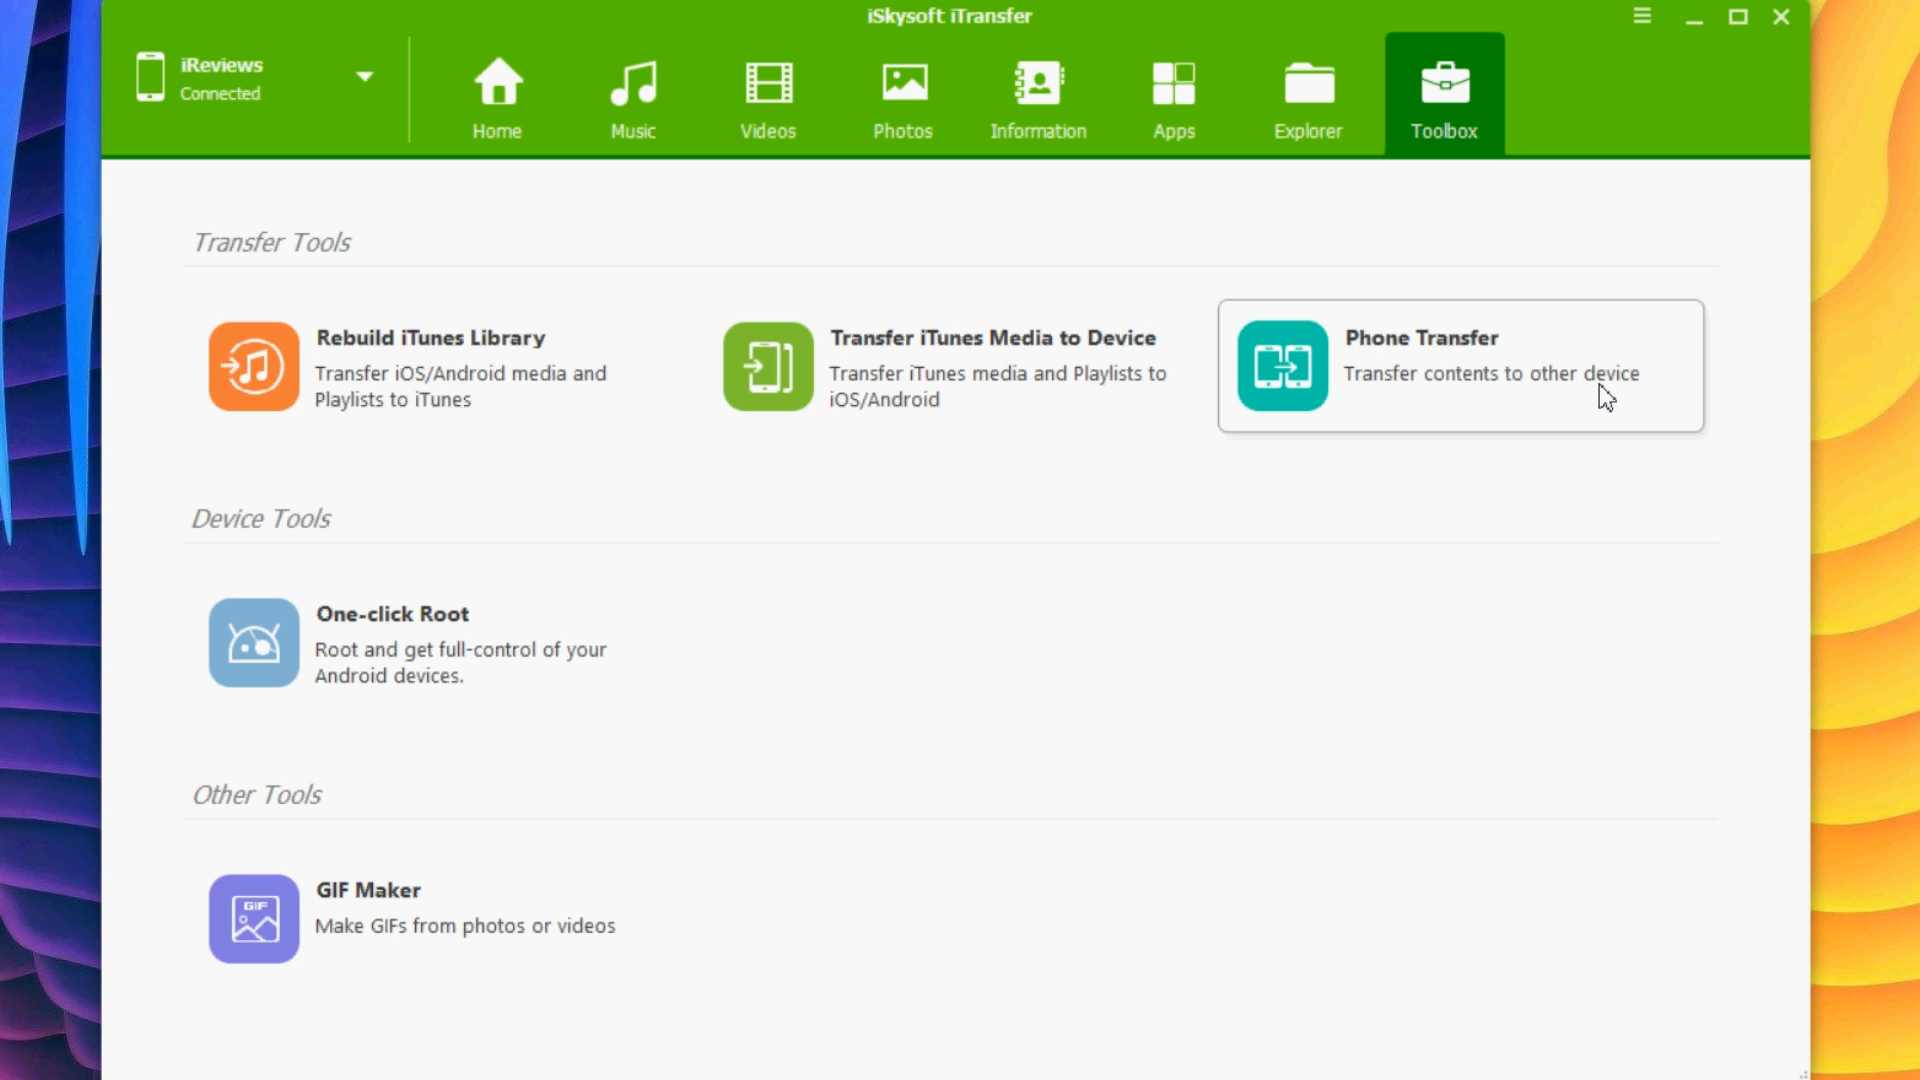 iSkysoft iTransfer
iReviews
Connected
Home
Music
Videos
Photos
Information
Apps
Explorer
Toolbox
Transfer Tools
Rebuild iTunes Library
Transfer iOS/Android media and
Playlists to iTunes
Transfer iTunes Media to Device
Transfer iTunes media and Playlists to
iOS/Android
Phone Transfer
Transfer contents to other device
Device Tools
One-click Root
Root and get full-control of your
Android devices.
Other Tools
GIF
GIF Maker
Make GIFs from photos or videos